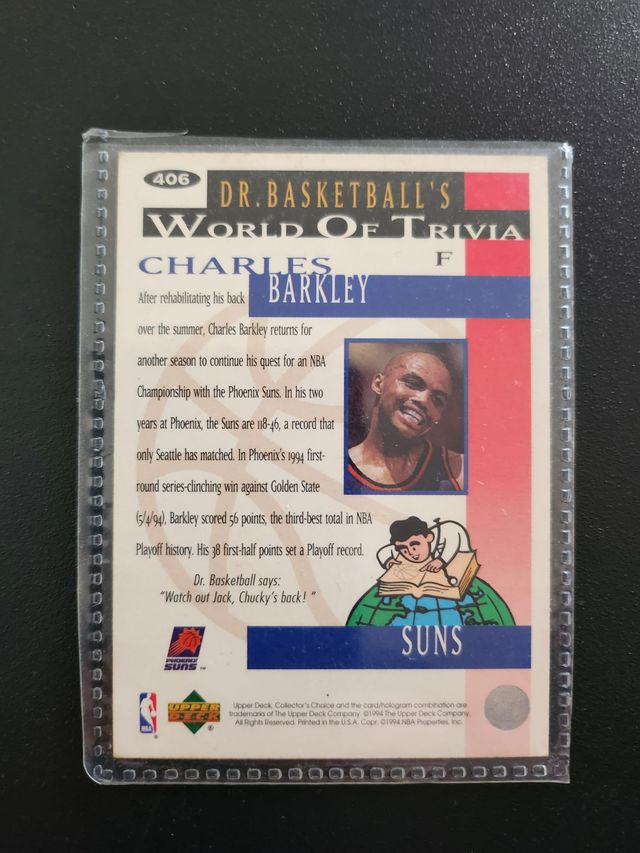 406
DR. BASKETBALL'S
WORLD OF TRIVIA
CHARLES
F
BARKLEY
After rehabilitating his back
over the summer, Charles Barkley returns for
another season to continue his quest for an NBA
Championship with the Phoenix Suns. In his two
years at Phoenix, the Suns are 118-46, a record that
only Seattle has matched. In Phoenix's 1994 first-
round series-clinching win against Golden State
(5/4/94), Barkley scored 56 points, the third-best total in NBA
Playoff history. His 38 first-half points set a Playoff record.
Dr. Basketball says:
"Watch out Jack, Chucky's back! "
SUNS
PHOENIX
SUNS ™
NBA
UPPER
DECK ®
Upper Deck, Collector's Choice and the card/hologram combination are
trademarks of The Upper Deck Company. ©1994 The Upper Deck Company.
All Rights Reserved. Printed in the U.S.A. Copr. ©1994 NBA Properties, Inc.